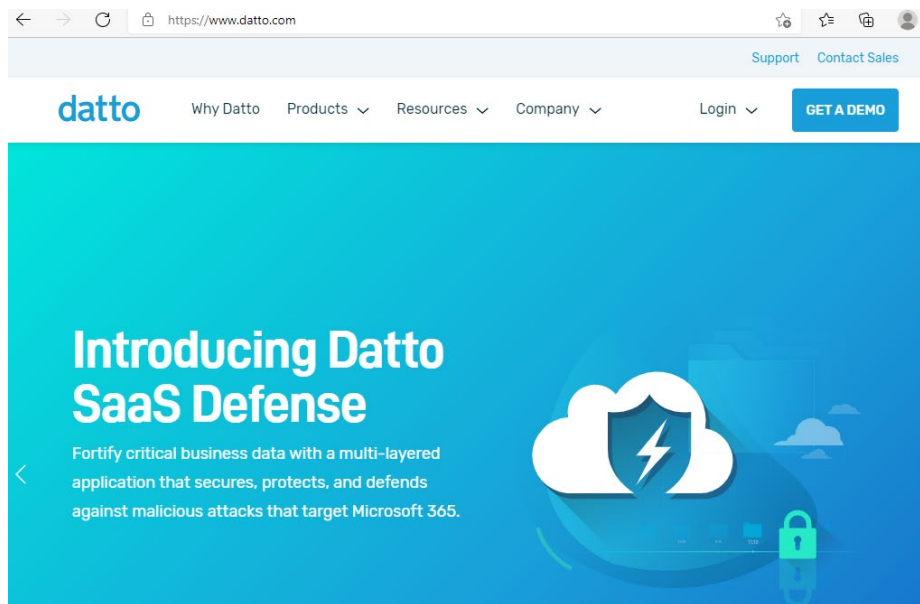 https://www.datto.com
Support Contact Sales
datto Why Datto Products Resources Company Login GET A DEMO
Introducing Datto
SaaS Defense
Fortify critical business data with a multi-layered
application that secures, protects, and defends
against malicious attacks that target Microsoft 365.